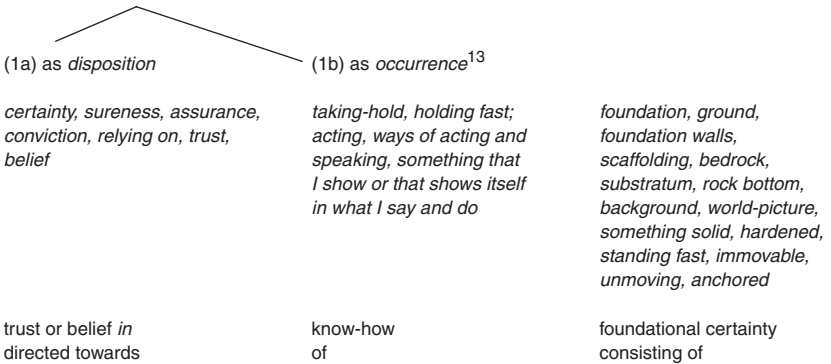 (1a) as disposition
(1b) as occurrence13
certainty, sureness, assurance,
conviction, relying on, trust,
belief
taking-hold, holding fast;
acting, ways of acting and
speaking, something that
I show or that shows itself
in what I say and do
foundation, ground,
foundation walls,
scaffolding, bedrock,
substratum, rock bottom,
background, world-picture,
something solid, hardened,
standing fast, immovable,
unmoving, anchored
trust or belief in
directed towards
know-how
of
foundational certainty
consisting of